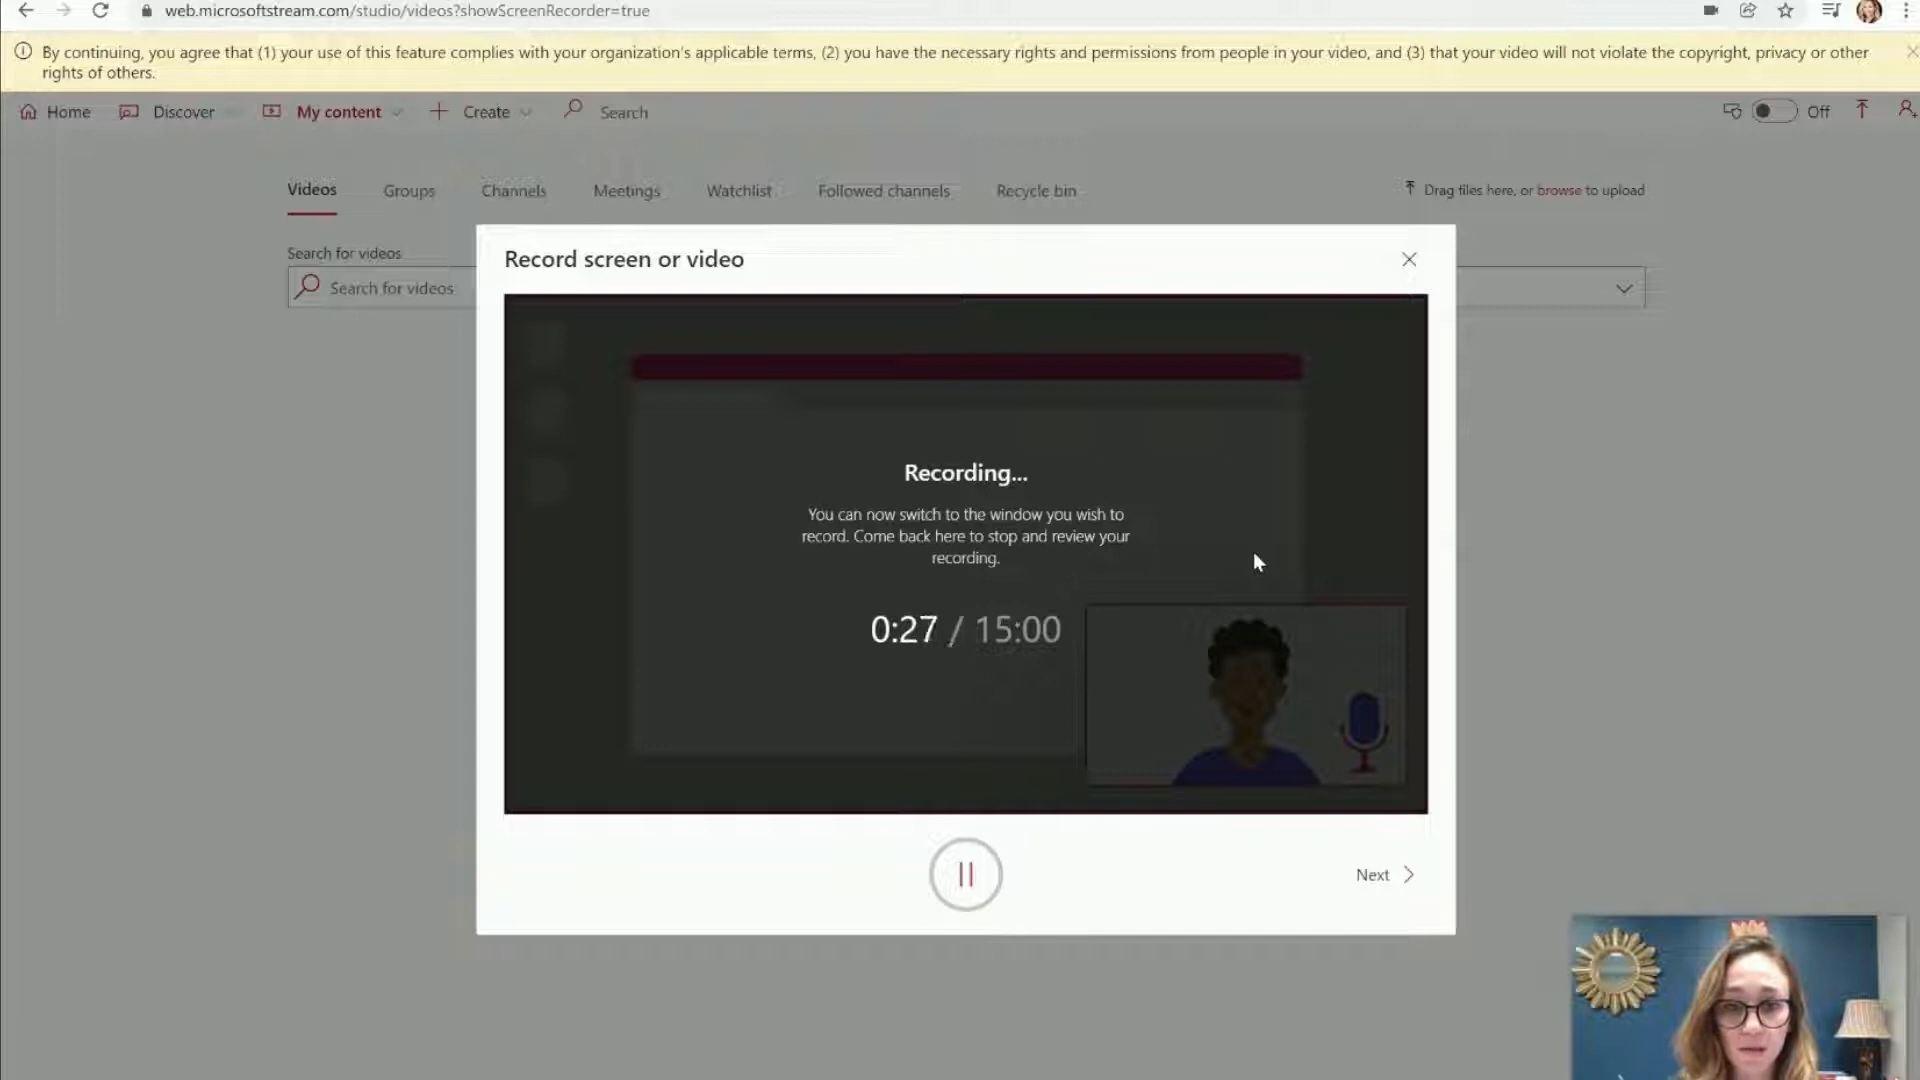 web.microsoftstream.com/studio/videos?showScreenRecorder=true
By continuing, you agree that (1) your use of this feature complies with your organization's applicable terms, (2) you have the necessary rights and permissions from people in your video, and (3) that your video will not violate the copyright, privacy or other
rights of others.
Home Discover My content Create Search Off
Videos Groups Channels Meetings Watchlist Followed channels Recycle bin Drag files here, or browse to upload
Search for videos
Search for videos
Record screen or video
Recording...
You can now switch to the window you wish to
record. Come back here to stop and review your
recording.
0:27 / 15:00
Next